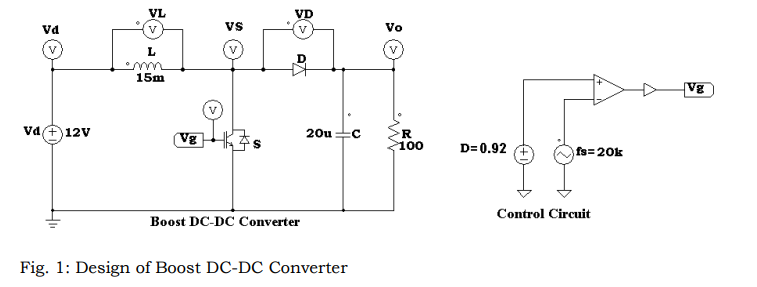 VL
VD
Vd
V
VS
V
Vo
V
L
V
V
15m
D
Vd
12V
V
Vg
S
20u
C
R
100
Boost DC-DC Converter
Vg
D=0.92
fs=20k
Control Circuit
Fig. 1: Design of Boost DC-DC Converter